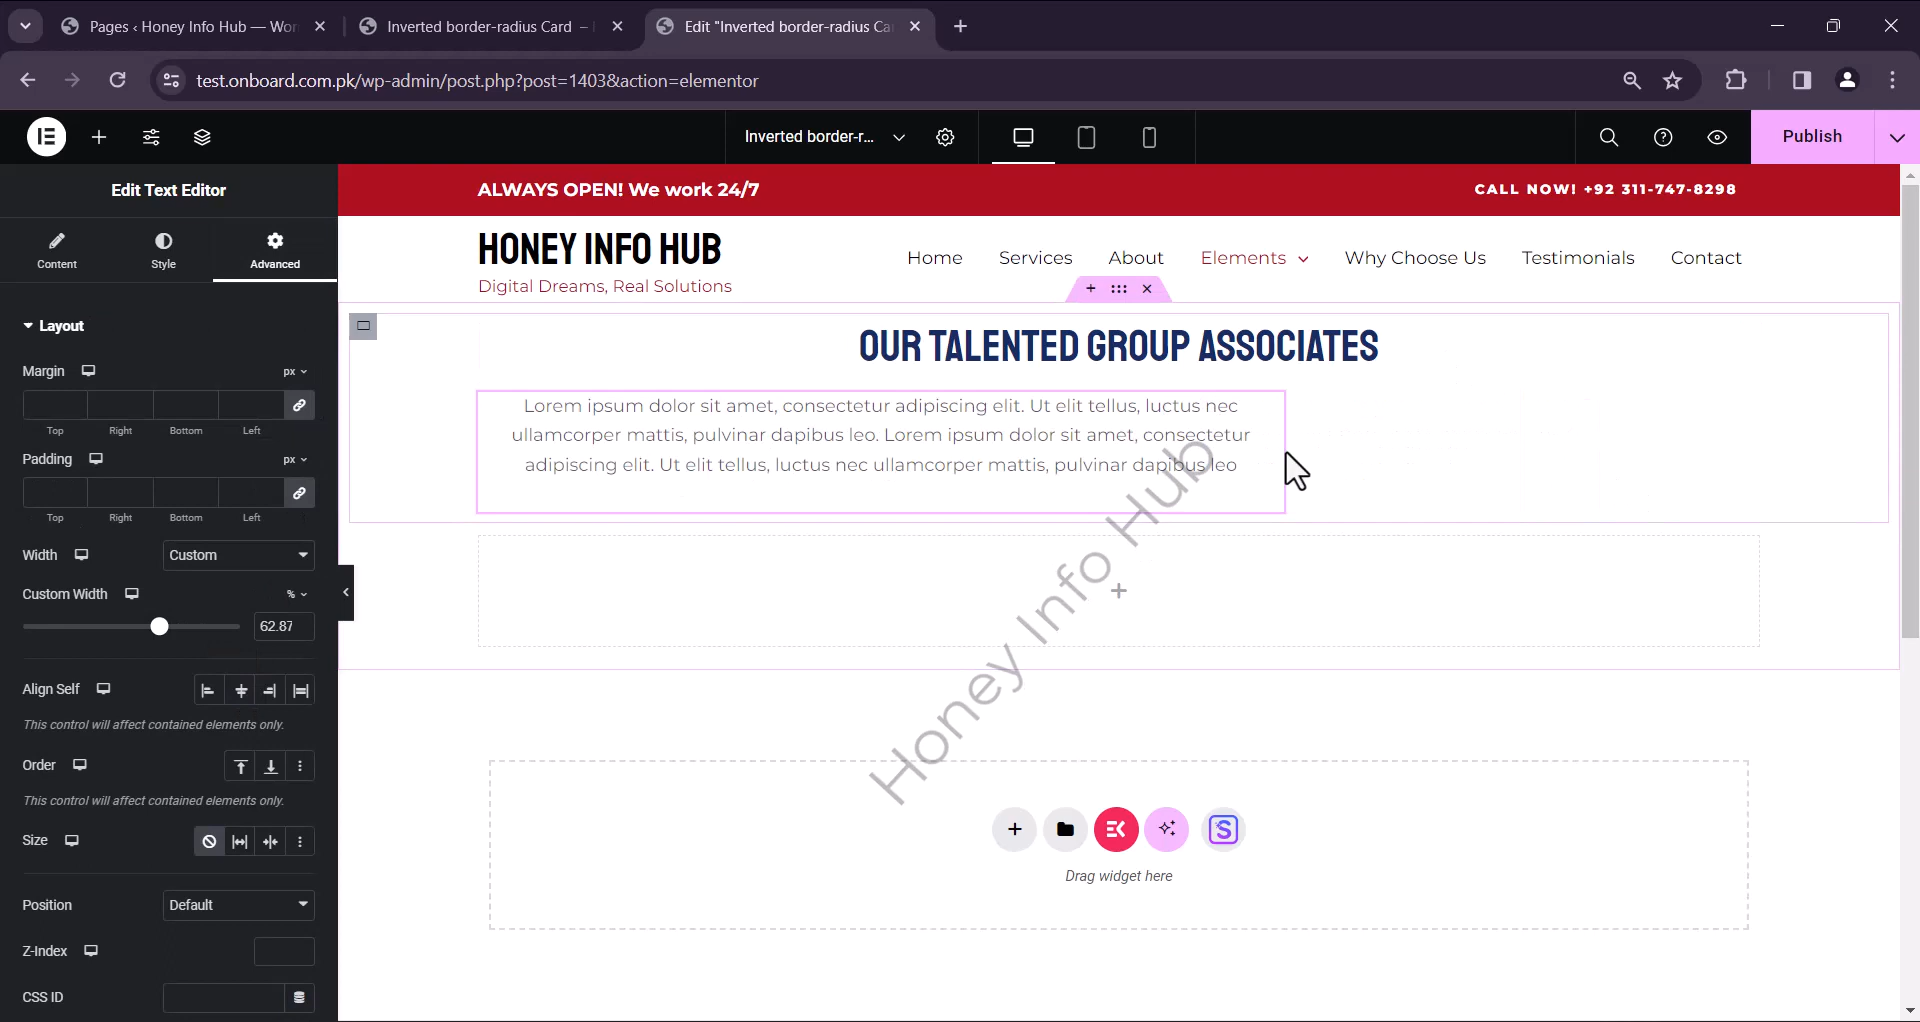 Pages ‹ Honey Info Hub — Wor
Inverted border-radius Card –
Edit "Inverted border-radius Ca
test.onboard.com.pk/wp-admin/post.php?post=1403&action=elementor
Inverted border-r...
Publish
Edit Text Editor
Content
Style
Advanced
Layout
Margin
px
Top
Right
Bottom
Left
Padding
px
Top
Right
Bottom
Left
Width
Custom
Custom Width
%
62.87
Align Self
This control will affect contained elements only.
Order
This control will affect contained elements only.
Size
Position
Default
Z-Index
CSS ID
ALWAYS OPEN! We work 24/7
CALL NOW! +92 311-747-8298
HONEY INFO HUB
Digital Dreams, Real Solutions
Home
Services
About
Elements
Why Choose Us
Testimonials
Contact
OUR TALENTED GROUP ASSOCIATES
Lorem ipsum dolor sit amet, consectetur adipiscing elit. Ut elit tellus, luctus nec
ullamcorper mattis, pulvinar dapibus leo. Lorem ipsum dolor sit amet, consectetur
adipiscing elit. Ut elit tellus, luctus nec ullamcorper mattis, pulvinar dapibus leo
Honey Info Hub
Drag widget here